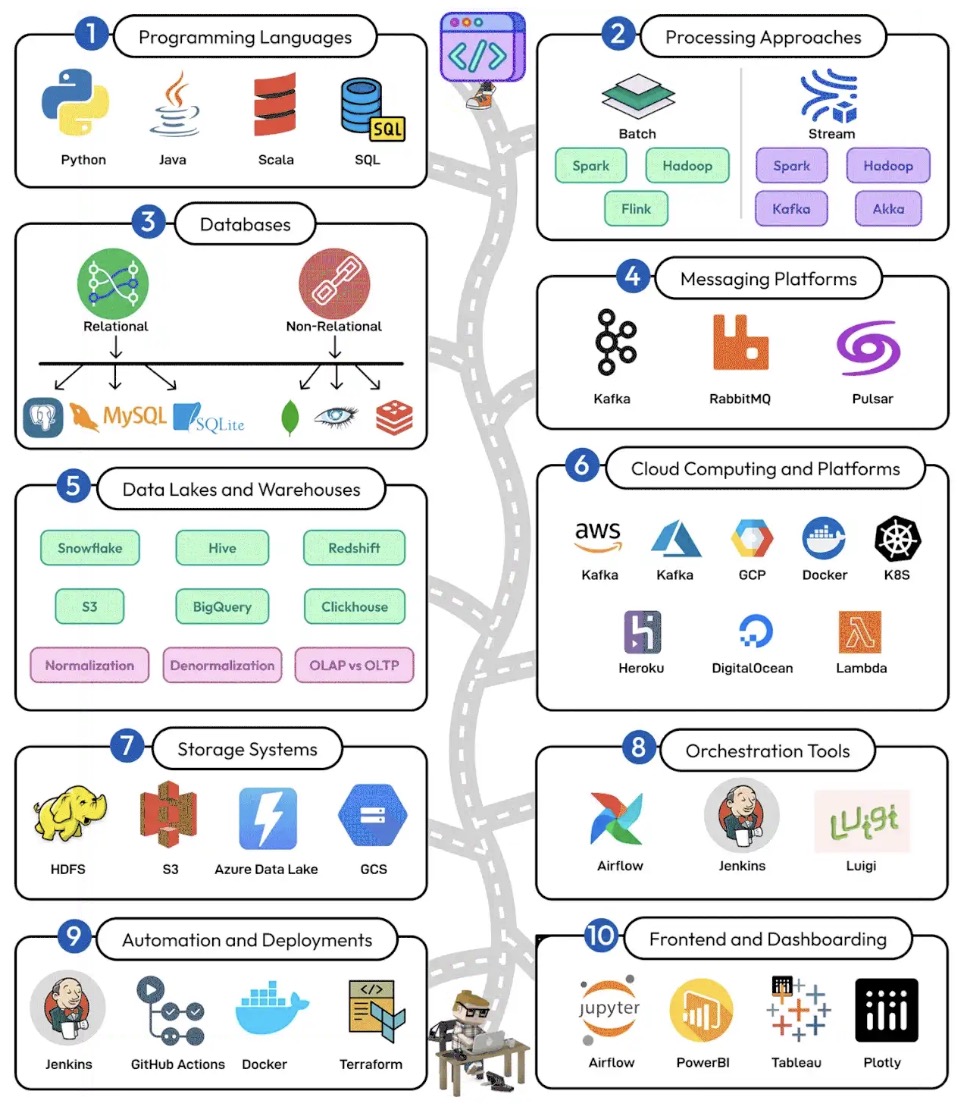 1 Programming Languages
Python Java Scala SQL
SQL
2 Processing Approaches
Batch Stream
Spark Hadoop Spark Hadoop
Flink Kafka Akka
3 Databases
Relational Non-Relational
MySQL SQLite
4 Messaging Platforms
Kafka RabbitMQ Pulsar
5 Data Lakes and Warehouses
Snowflake Hive Redshift
S3 BigQuery Clickhouse
Normalization Denormalization OLAP vs OLTP
6 Cloud Computing and Platforms
aws
Kafka Kafka GCP Docker K8S
Heroku DigitalOcean Lambda
7 Storage Systems
HDFS S3 Azure Data Lake GCS
8 Orchestration Tools
Luigi
Airflow Jenkins Luigi
9 Automation and Deployments
</>
Jenkins GitHub Actions Docker Terraform
10 Frontend and Dashboarding
jupyter
Airflow PowerBI Tableau Plotly